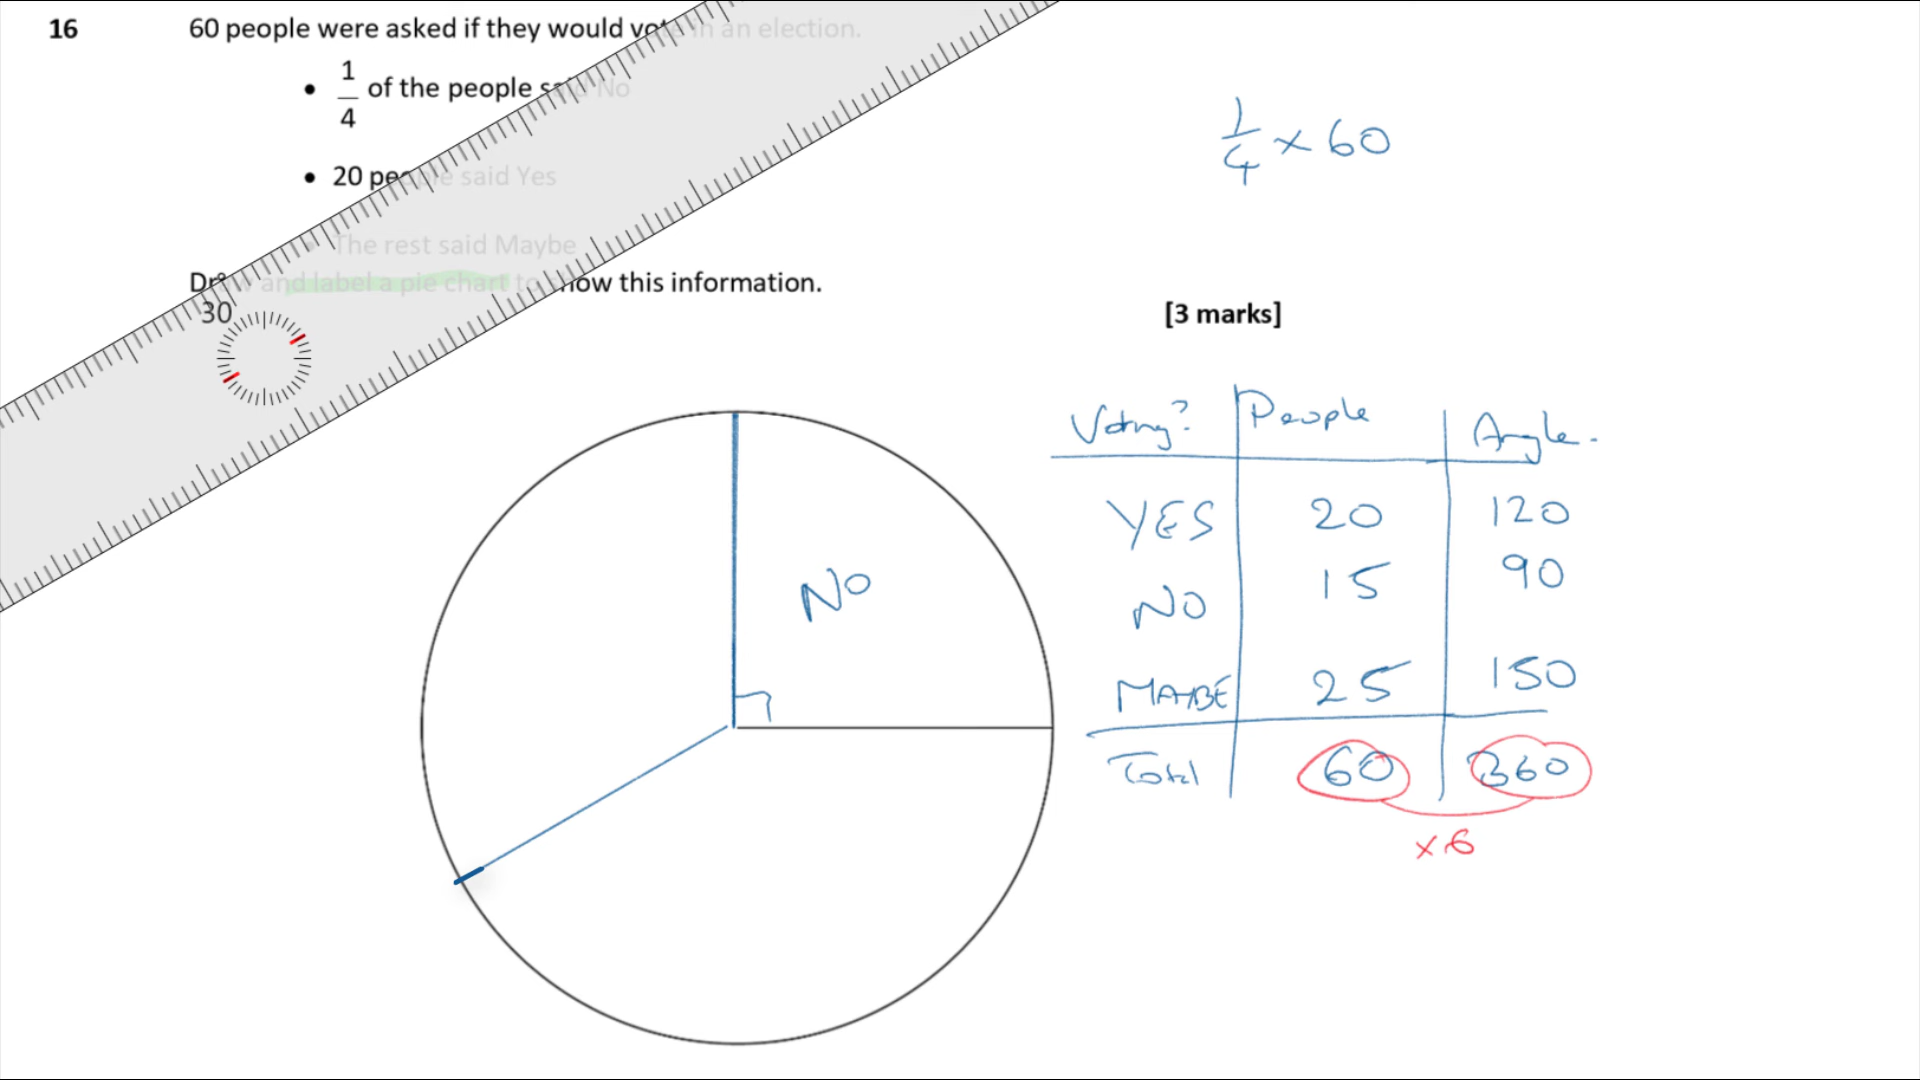 16 60 people were asked if they would vote in an election.
• 1/4 of the people said No
• 20 people said Yes
• The rest said Maybe
Draw and label a pie chart to show this information.
30°
[3 marks]
1/4 × 60
Voting? People Angle.
YES 20 120
NO 15 90
MAYBE 25 150
Total 60 360
×6
NO